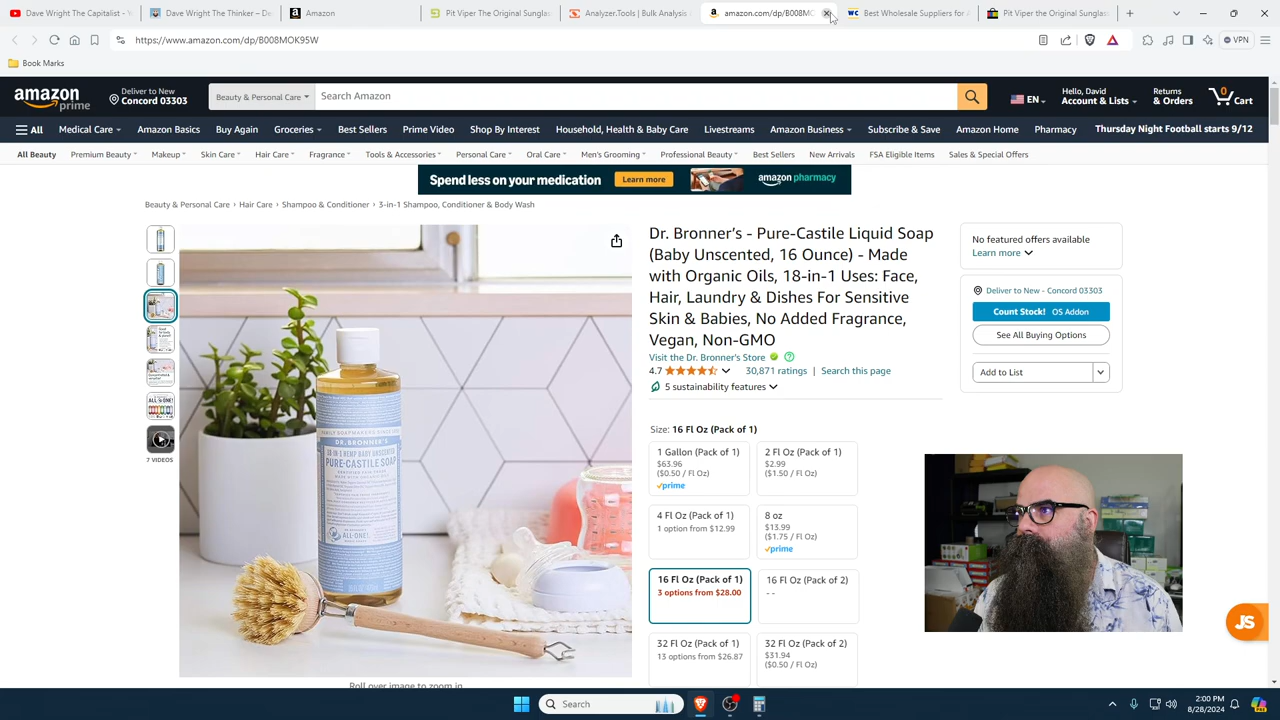 Dave Wright The Capitalist - Y
Dave Wright The Thinker – De
Amazon
Pit Viper The Original Sunglas
Analyzer.Tools | Bulk Analysis
amazon.com/dp/B008MO
Best Wholesale Suppliers for A
Pit Viper the Original Sunglass
https://www.amazon.com/dp/B008MOK95W
VPN
Book Marks
amazon prime
Deliver to New
Concord 03303
Beauty & Personal Care
Search Amazon
EN
Hello, David
Account & Lists
Returns
& Orders
0
Cart
All
Medical Care
Amazon Basics
Buy Again
Groceries
Best Sellers
Prime Video
Shop By Interest
Household, Health & Baby Care
Livestreams
Amazon Business
Subscribe & Save
Amazon Home
Pharmacy
Thursday Night Football starts 9/12
All Beauty
Premium Beauty
Makeup
Skin Care
Hair Care
Fragrance
Tools & Accessories
Personal Care
Oral Care
Men's Grooming
Professional Beauty
Best Sellers
New Arrivals
FSA Eligible Items
Sales & Special Offers
Spend less on your medication
Learn more
amazon pharmacy
Beauty & Personal Care › Hair Care › Shampoo & Conditioner › 3-in-1 Shampoo, Conditioner & Body Wash
7 VIDEOS
DR. BRONNER'S
PURE-CASTILE SOAP
ALL-ONE!
Roll over image to zoom in
Dr. Bronner’s - Pure-Castile Liquid Soap
(Baby Unscented, 16 Ounce) - Made
with Organic Oils, 18-in-1 Uses: Face,
Hair, Laundry & Dishes For Sensitive
Skin & Babies, No Added Fragrance,
Vegan, Non-GMO
Visit the Dr. Bronner's Store
4.7
30,871 ratings | Search this page
5 sustainability features
Size: 16 Fl Oz (Pack of 1)
1 Gallon (Pack of 1)
$63.96
($0.50 / Fl Oz)
prime
2 Fl Oz (Pack of 1)
$2.99
($1.50 / Fl Oz)
4 Fl Oz (Pack of 1)
1 option from $12.99
8 oz
$13.99
($1.75 / Fl Oz)
prime
16 Fl Oz (Pack of 1)
3 options from $28.00
16 Fl Oz (Pack of 2)
- -
32 Fl Oz (Pack of 1)
13 options from $26.87
32 Fl Oz (Pack of 2)
$31.94
($0.50 / Fl Oz)
No featured offers available
Learn more
Deliver to New - Concord 03303
Count Stock! OS Addon
See All Buying Options
Add to List
JS
Search
2:00 PM
8/28/2024